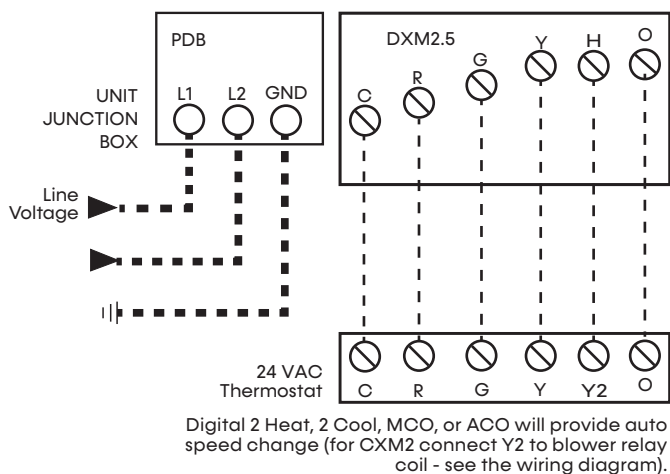 PDB
L1 L2 GND
UNIT
JUNCTION
BOX
Line
Voltage
DXM2.5
C R G Y H O
24 VAC
Thermostat
C R G Y Y2 O
Digital 2 Heat, 2 Cool, MCO, or ACO will provide auto
speed change (for CXM2 connect Y2 to blower relay
coil - see the wiring diagram).